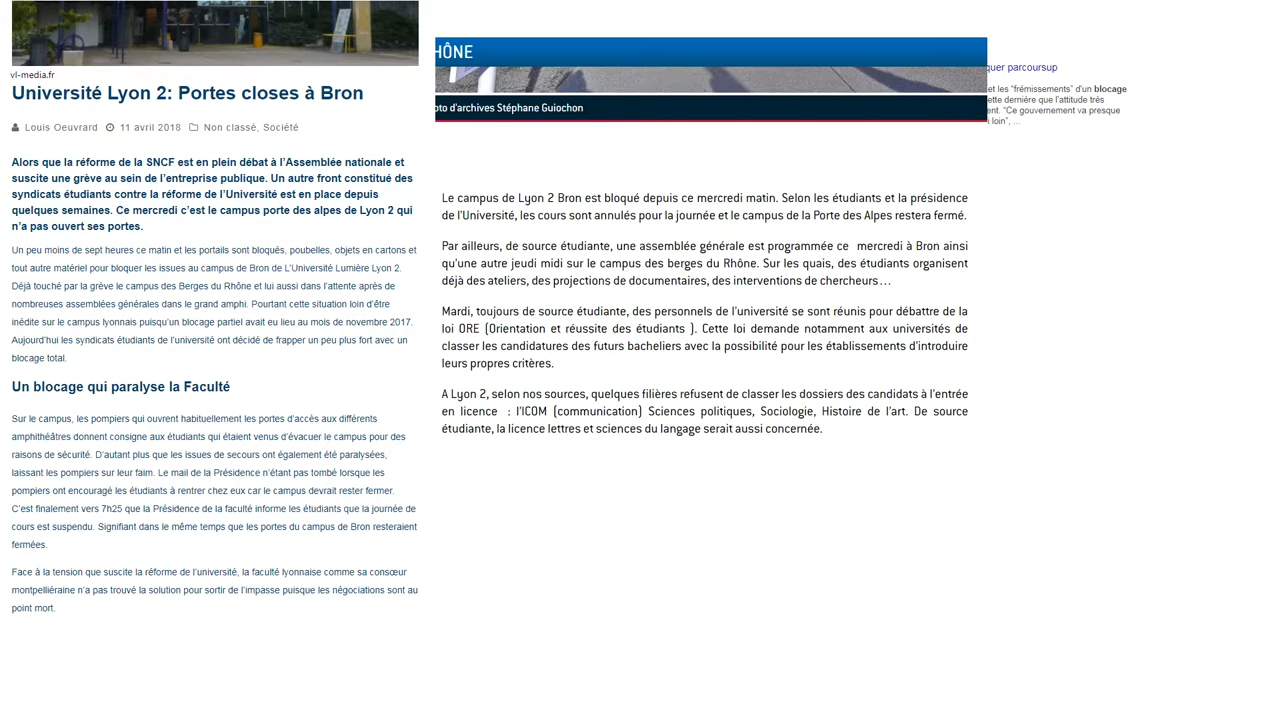 vl-media.fr
Université Lyon 2: Portes closes à Bron
Louis Oeuvrard 11 avril 2018 Non classé, Société
Alors que la réforme de la SNCF est en plein débat à l'Assemblée nationale et
suscite une grêve au sein de l'entreprise publique. Un autre front constitué des
syndicats étudiants contre la réforme de l'Université est en place depuis
quelques semaines. Ce mercredi c'est le campus porte des alpes de Lyon 2 qui
n'a pas ouvert ses portes.
Un peu moins de sept heures ce matin et les portails sont bloqués, poubelles, objets en cartons et
tout autre matériel pour bloquer les issues au campus de Bron de L'Université Lumière Lyon 2.
Déjà touché par la grêve le campus des Berges du Rhône et lui aussi dans l'attente après de
nombreuses assemblées générales dans le grand amphi. Pourtant cette situation loin d'être
inédite sur le campus lyonnais puisqu'un blocage partiel avait eu lieu au mois de novembre 2017.
Aujourd'hui les syndicats étudiants de l'université ont décidé de frapper un peu plus fort avec un
blocage total.
Un blocage qui paralyse la Faculté
Sur le campus, les pompiers qui ouvrent habituellement les portes d'accès aux différents
amphithéâtres donnent consigne aux étudiants qui étaient venus d'évacuer le campus pour des
raisons de sécurité. D'autant plus que les issues de secours ont également été paralysées,
laissant les pompiers sur leur faim. Le mail de la Présidence n'étant pas tombé lorsque les
pompiers ont encouragé les étudiants à rentrer chez eux car le campus devrait rester fermer.
C'est finalement vers 7h25 que la Présidence de la faculté informe les étudiants que la journée de
cours est suspendu. Signifiant dans le même temps que les portes du campus de Bron resteraient
fermées.
Face à la tension que suscite la réforme de l'université, la faculté lyonnaise comme sa consœur
montpelliéraine n'a pas trouvé la solution pour sortir de l'impasse puisque les négociations sont au
point mort.
HÔNE
oto d'archives Stéphane Guiochon
Le campus de Lyon 2 Bron est bloqué depuis ce mercredi matin. Selon les étudiants et la présidence
de l'Université, les cours sont annulés pour la journée et le campus de la Porte des Alpes restera fermé.
Par ailleurs, de source étudiante, une assemblée générale est programmée ce mercredi à Bron ainsi
qu'une autre jeudi midi sur le campus des berges du Rhône. Sur les quais, des étudiants organisent
déjà des ateliers, des projections de documentaires, des interventions de chercheurs…
Mardi, toujours de source étudiante, des personnels de l'université se sont réunis pour débattre de la
loi ORE (Orientation et réussite des étudiants ). Cette loi demande notamment aux universités de
classer les candidatures des futurs bacheliers avec la possibilité pour les établissements d'introduire
leurs propres critères.
A Lyon 2, selon nos sources, quelques filières refusent de classer les dossiers des candidats à l'entrée
en licence : l'ICOM (communication) Sciences politiques, Sociologie, Histoire de l'art. De source
étudiante, la licence lettres et sciences du langage serait aussi concernée.
quer parcoursup
et les "frémissements" d'un blocage
ette dernière que l'attitude très
ent. "Ce gouvernement va presque
i loin", ...